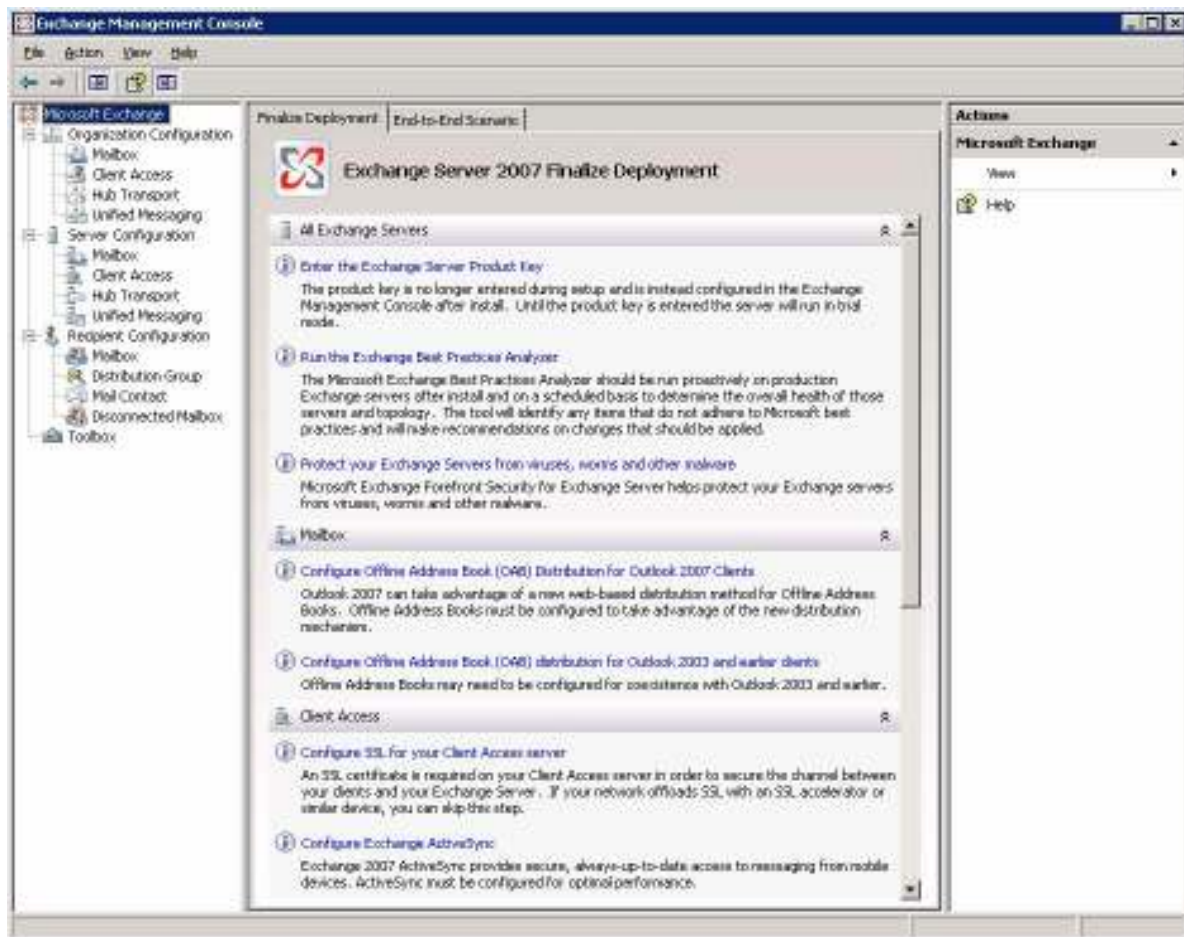 Exchange Management Console
File Action View Help
Microsoft Exchange
Organization Configuration
Mailbox
Client Access
Hub Transport
Unified Messaging
Server Configuration
Mailbox
Client Access
Hub Transport
Unified Messaging
Recipient Configuration
Mailbox
Distribution Group
Mail Contact
Disconnected Mailbox
Toolbox
Finalize Deployment End-to-End Scenario
Exchange Server 2007 Finalize Deployment
All Exchange Servers
Enter the Exchange Server Product Key
The product key is no longer entered during setup and is instead configured in the Exchange
Management Console after install. Until the product key is entered the server will run in trial
mode.
Run the Exchange Best Practices Analyzer
The Microsoft Exchange Best Practices Analyzer should be run proactively on production
Exchange servers after install and on a scheduled basis to determine the overall health of those
servers and topology. The tool will identify any items that do not adhere to Microsoft best
practices and will make recommendations on changes that should be applied.
Protect your Exchange Servers from viruses, worms and other malware
Microsoft Exchange Forefront Security for Exchange Server helps protect your Exchange servers
from viruses, worms and other malware.
Mailbox
Configure Offline Address Book (OAB) Distribution for Outlook 2007 Clients
Outlook 2007 can take advantage of a new web-based distribution method for Offline Address
Books. Offline Address Books must be configured to take advantage of the new distribution
mechanism.
Configure Offline Address Book (OAB) distribution for Outlook 2003 and earlier clients
Offline Address Books may need to be configured for coexistence with Outlook 2003 and earlier.
Client Access
Configure SSL for your Client Access server
An SSL certificate is required on your Client Access server in order to secure the channel between
your clients and your Exchange Server. If your network offloads SSL with an SSL accelerator or
similar device, you can skip this step.
Configure Exchange ActiveSync
Exchange 2007 ActiveSync provides secure, always-up-to-date access to messaging from mobile
devices. ActiveSync must be configured for optimal performance.
Actions
Microsoft Exchange
View
Help